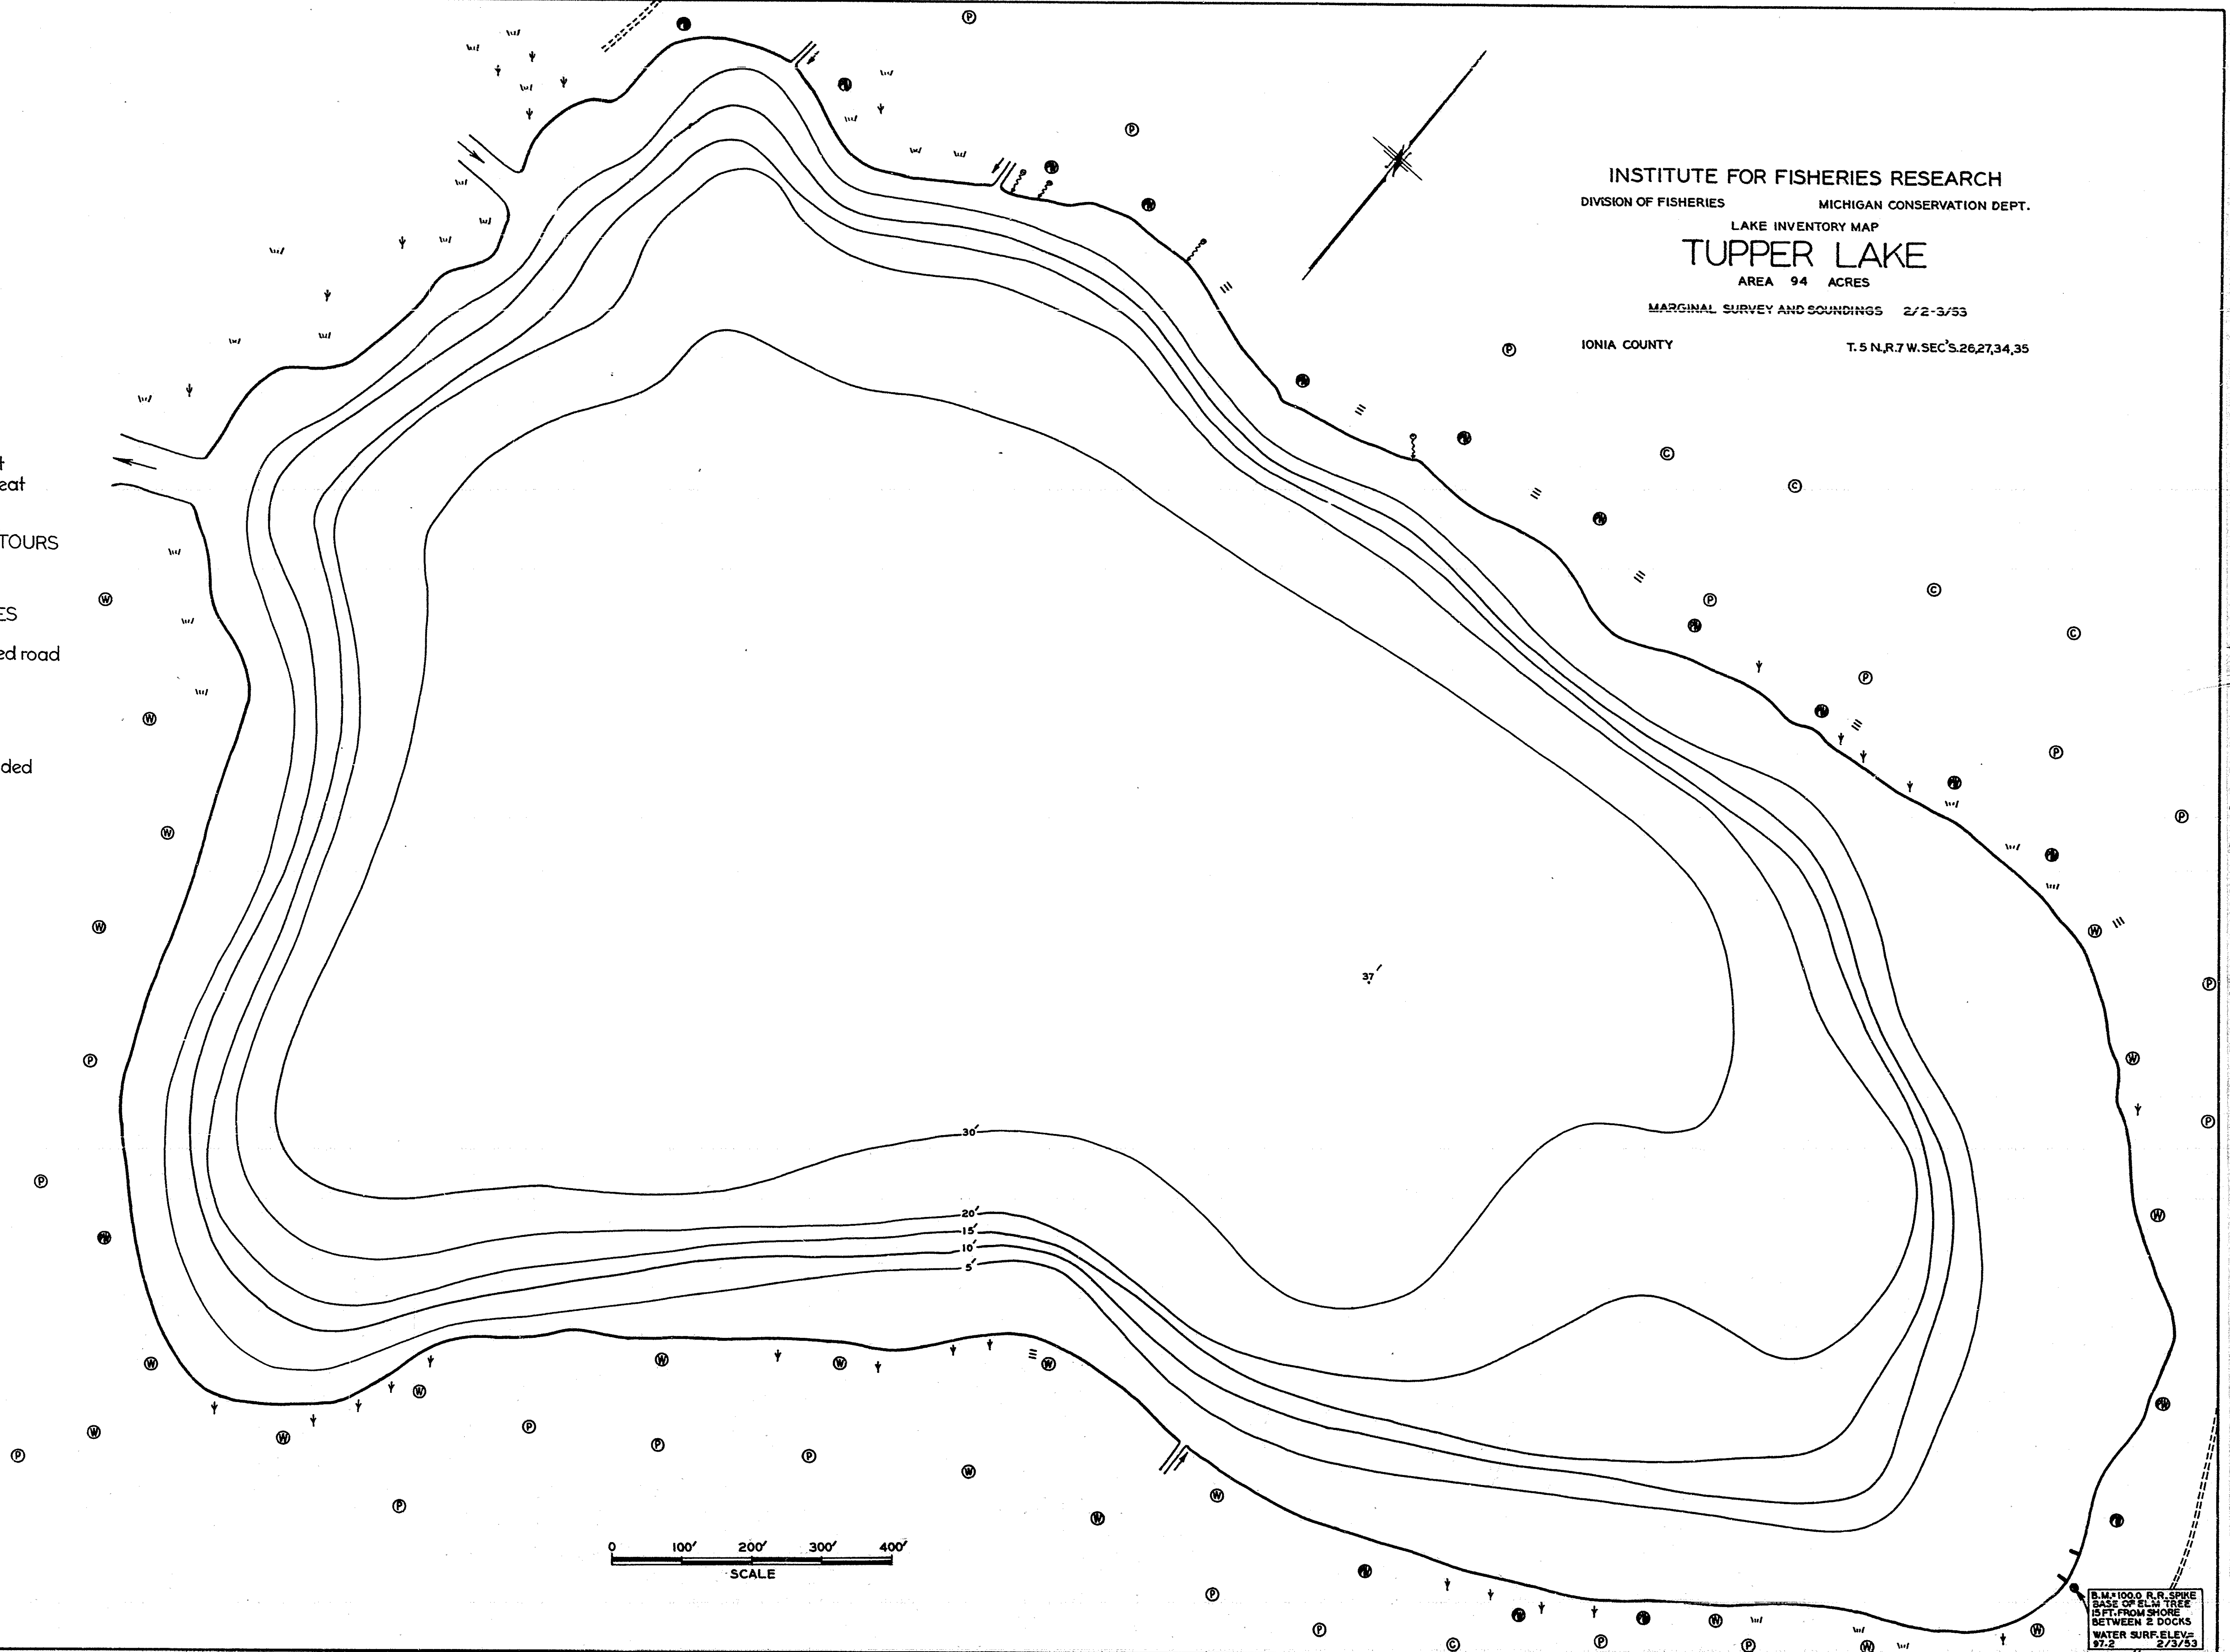 INSTITUTE FOR FISHERIES RESEARCH
DIVISION OF FISHERIES MICHIGAN CONSERVATION DEPT.
LAKE INVENTORY MAP
TUPPER LAKE
AREA 94 ACRES
MARGINAL SURVEY AND SOUNDINGS 2/2-3/53
IONIA COUNTY T.5 N.,R.7 W.SEC'S.26,27,34,35
t
eat
TOURS
ES
ed road
ded
37'
30'
20'
15'
10'
5'
0 100' 200' 300' 400'
SCALE
B.M.=100.0 R.R.SPIKE
BASE OF ELM TREE
15 FT. FROM SHORE
BETWEEN 2 DOCKS
WATER SURF. ELEV.=
97.2 2/3/53